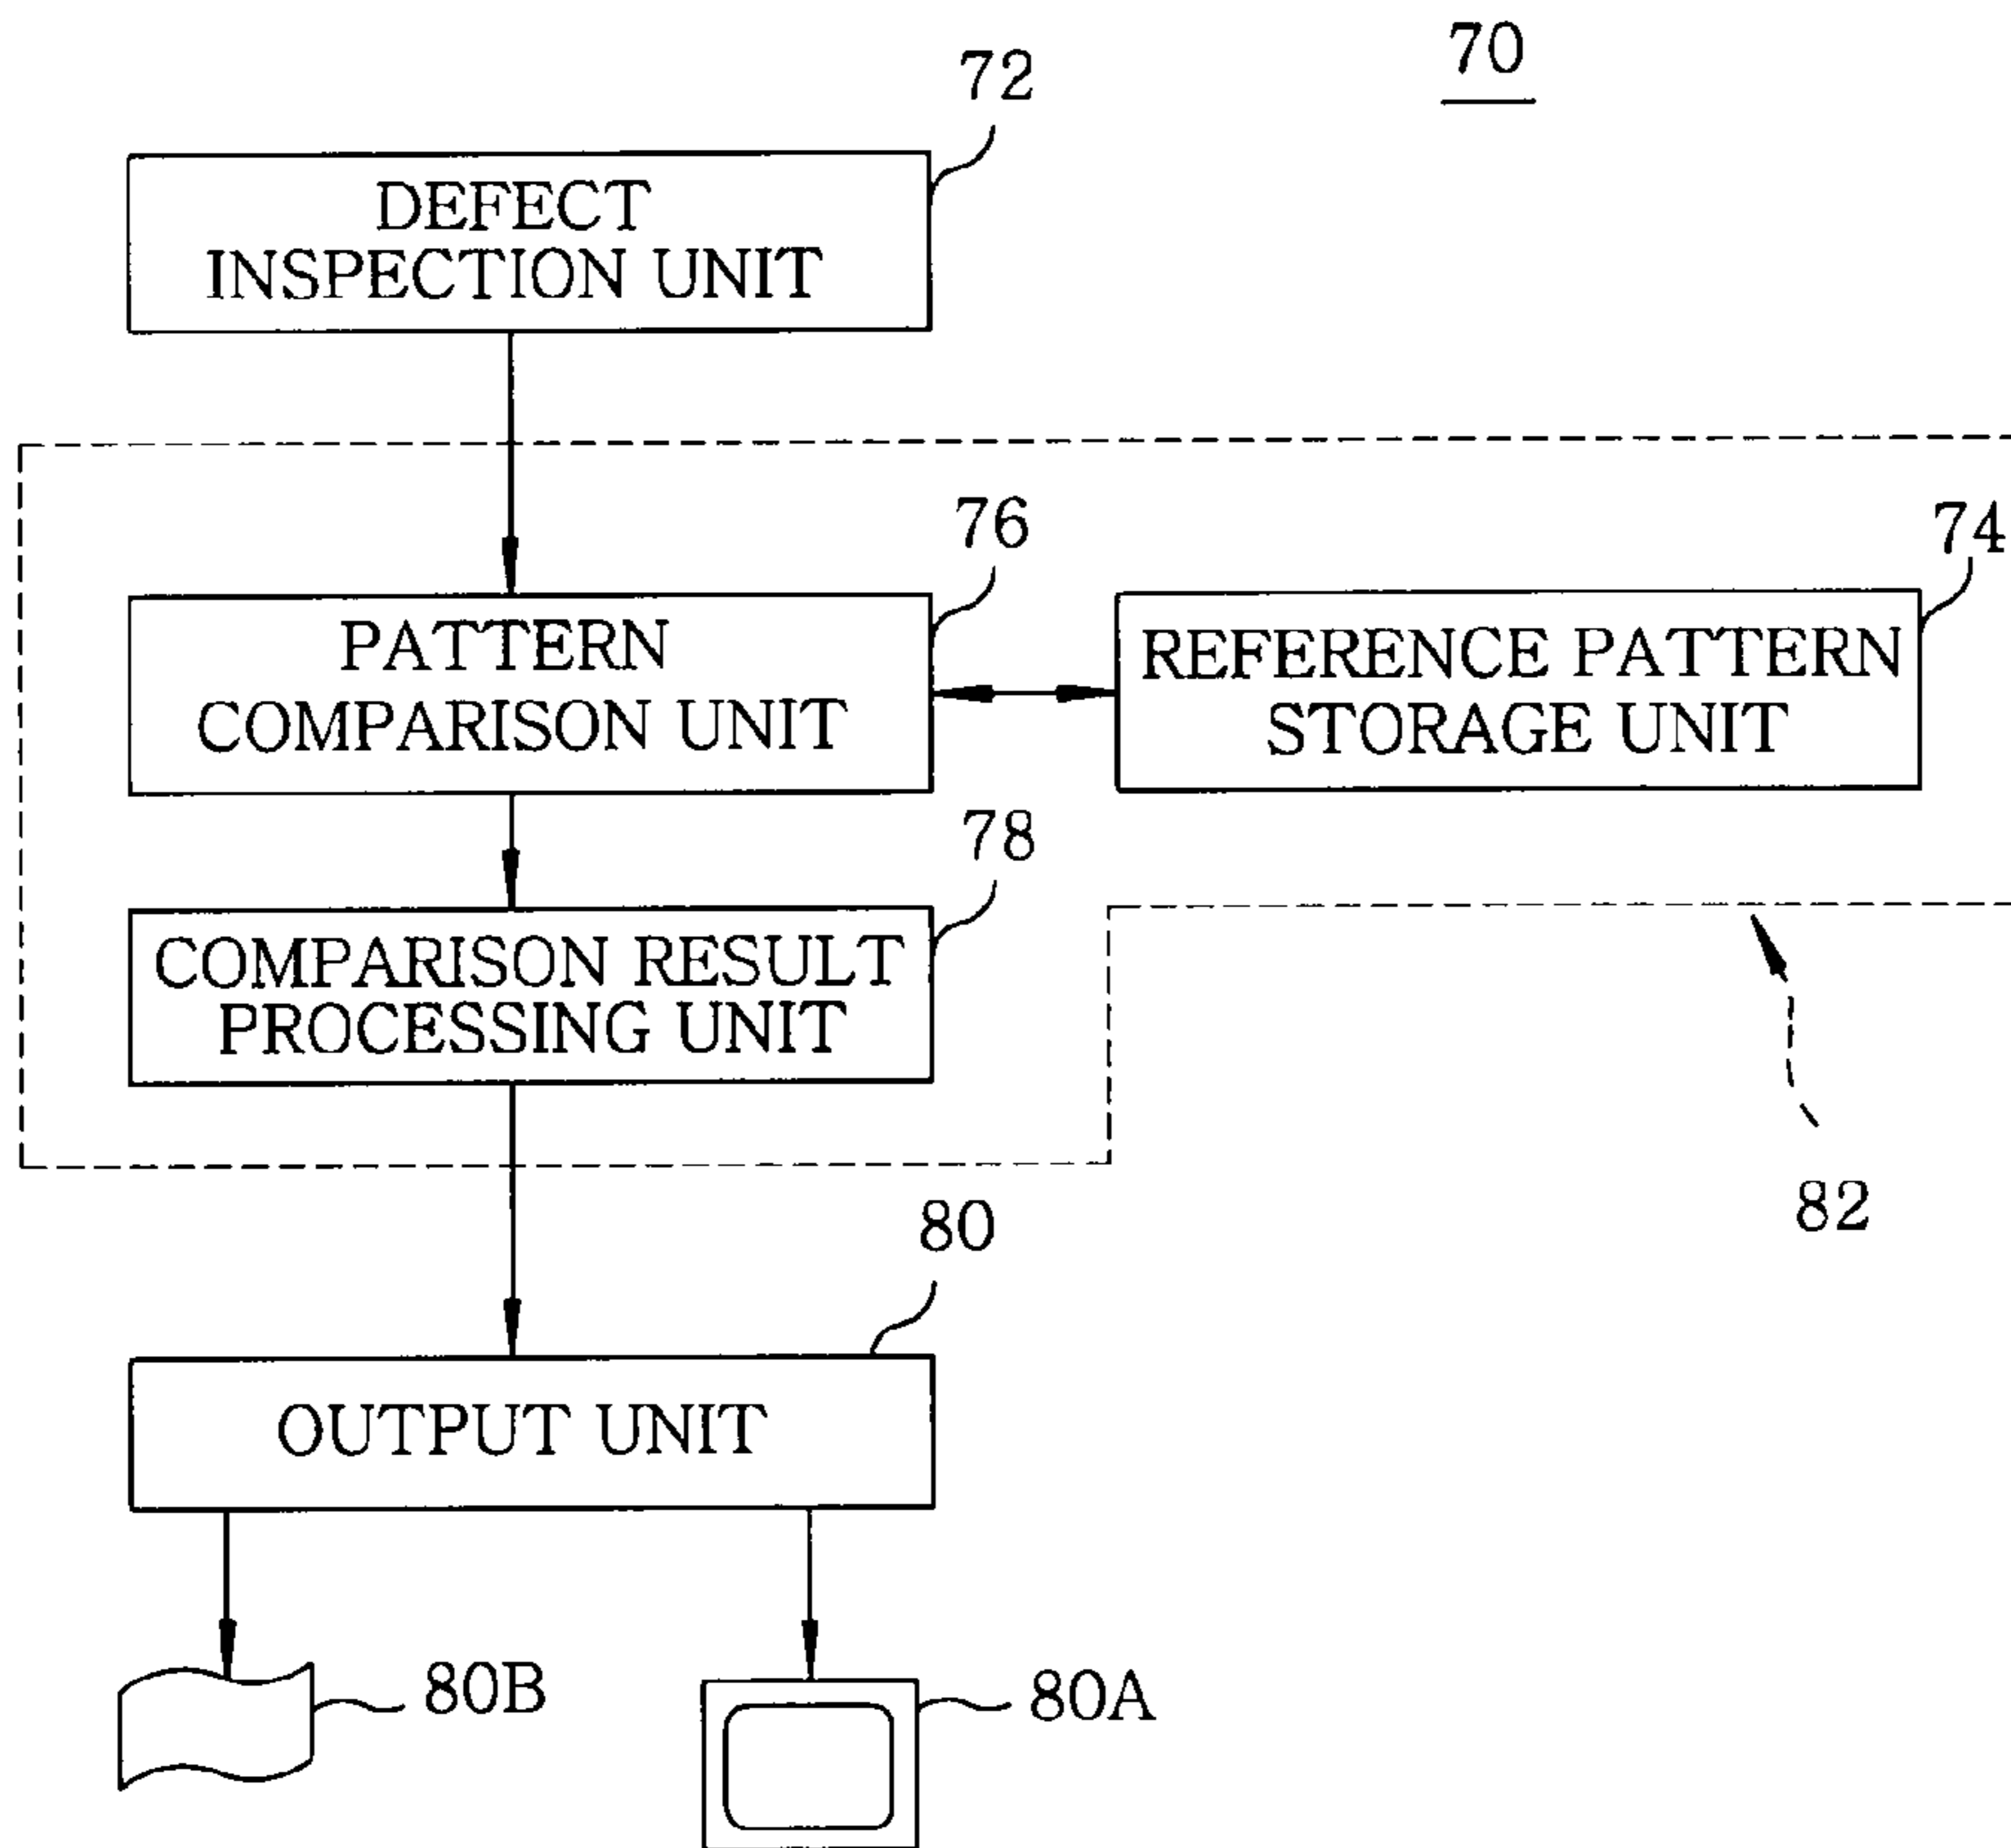 70
72
DEFECT
INSPECTION UNIT
76
74
PATTERN
COMPARISON UNIT
REFERENCE PATTERN
STORAGE UNIT
78
COMPARISON RESULT
PROCESSING UNIT
82
80
OUTPUT UNIT
80B
80A